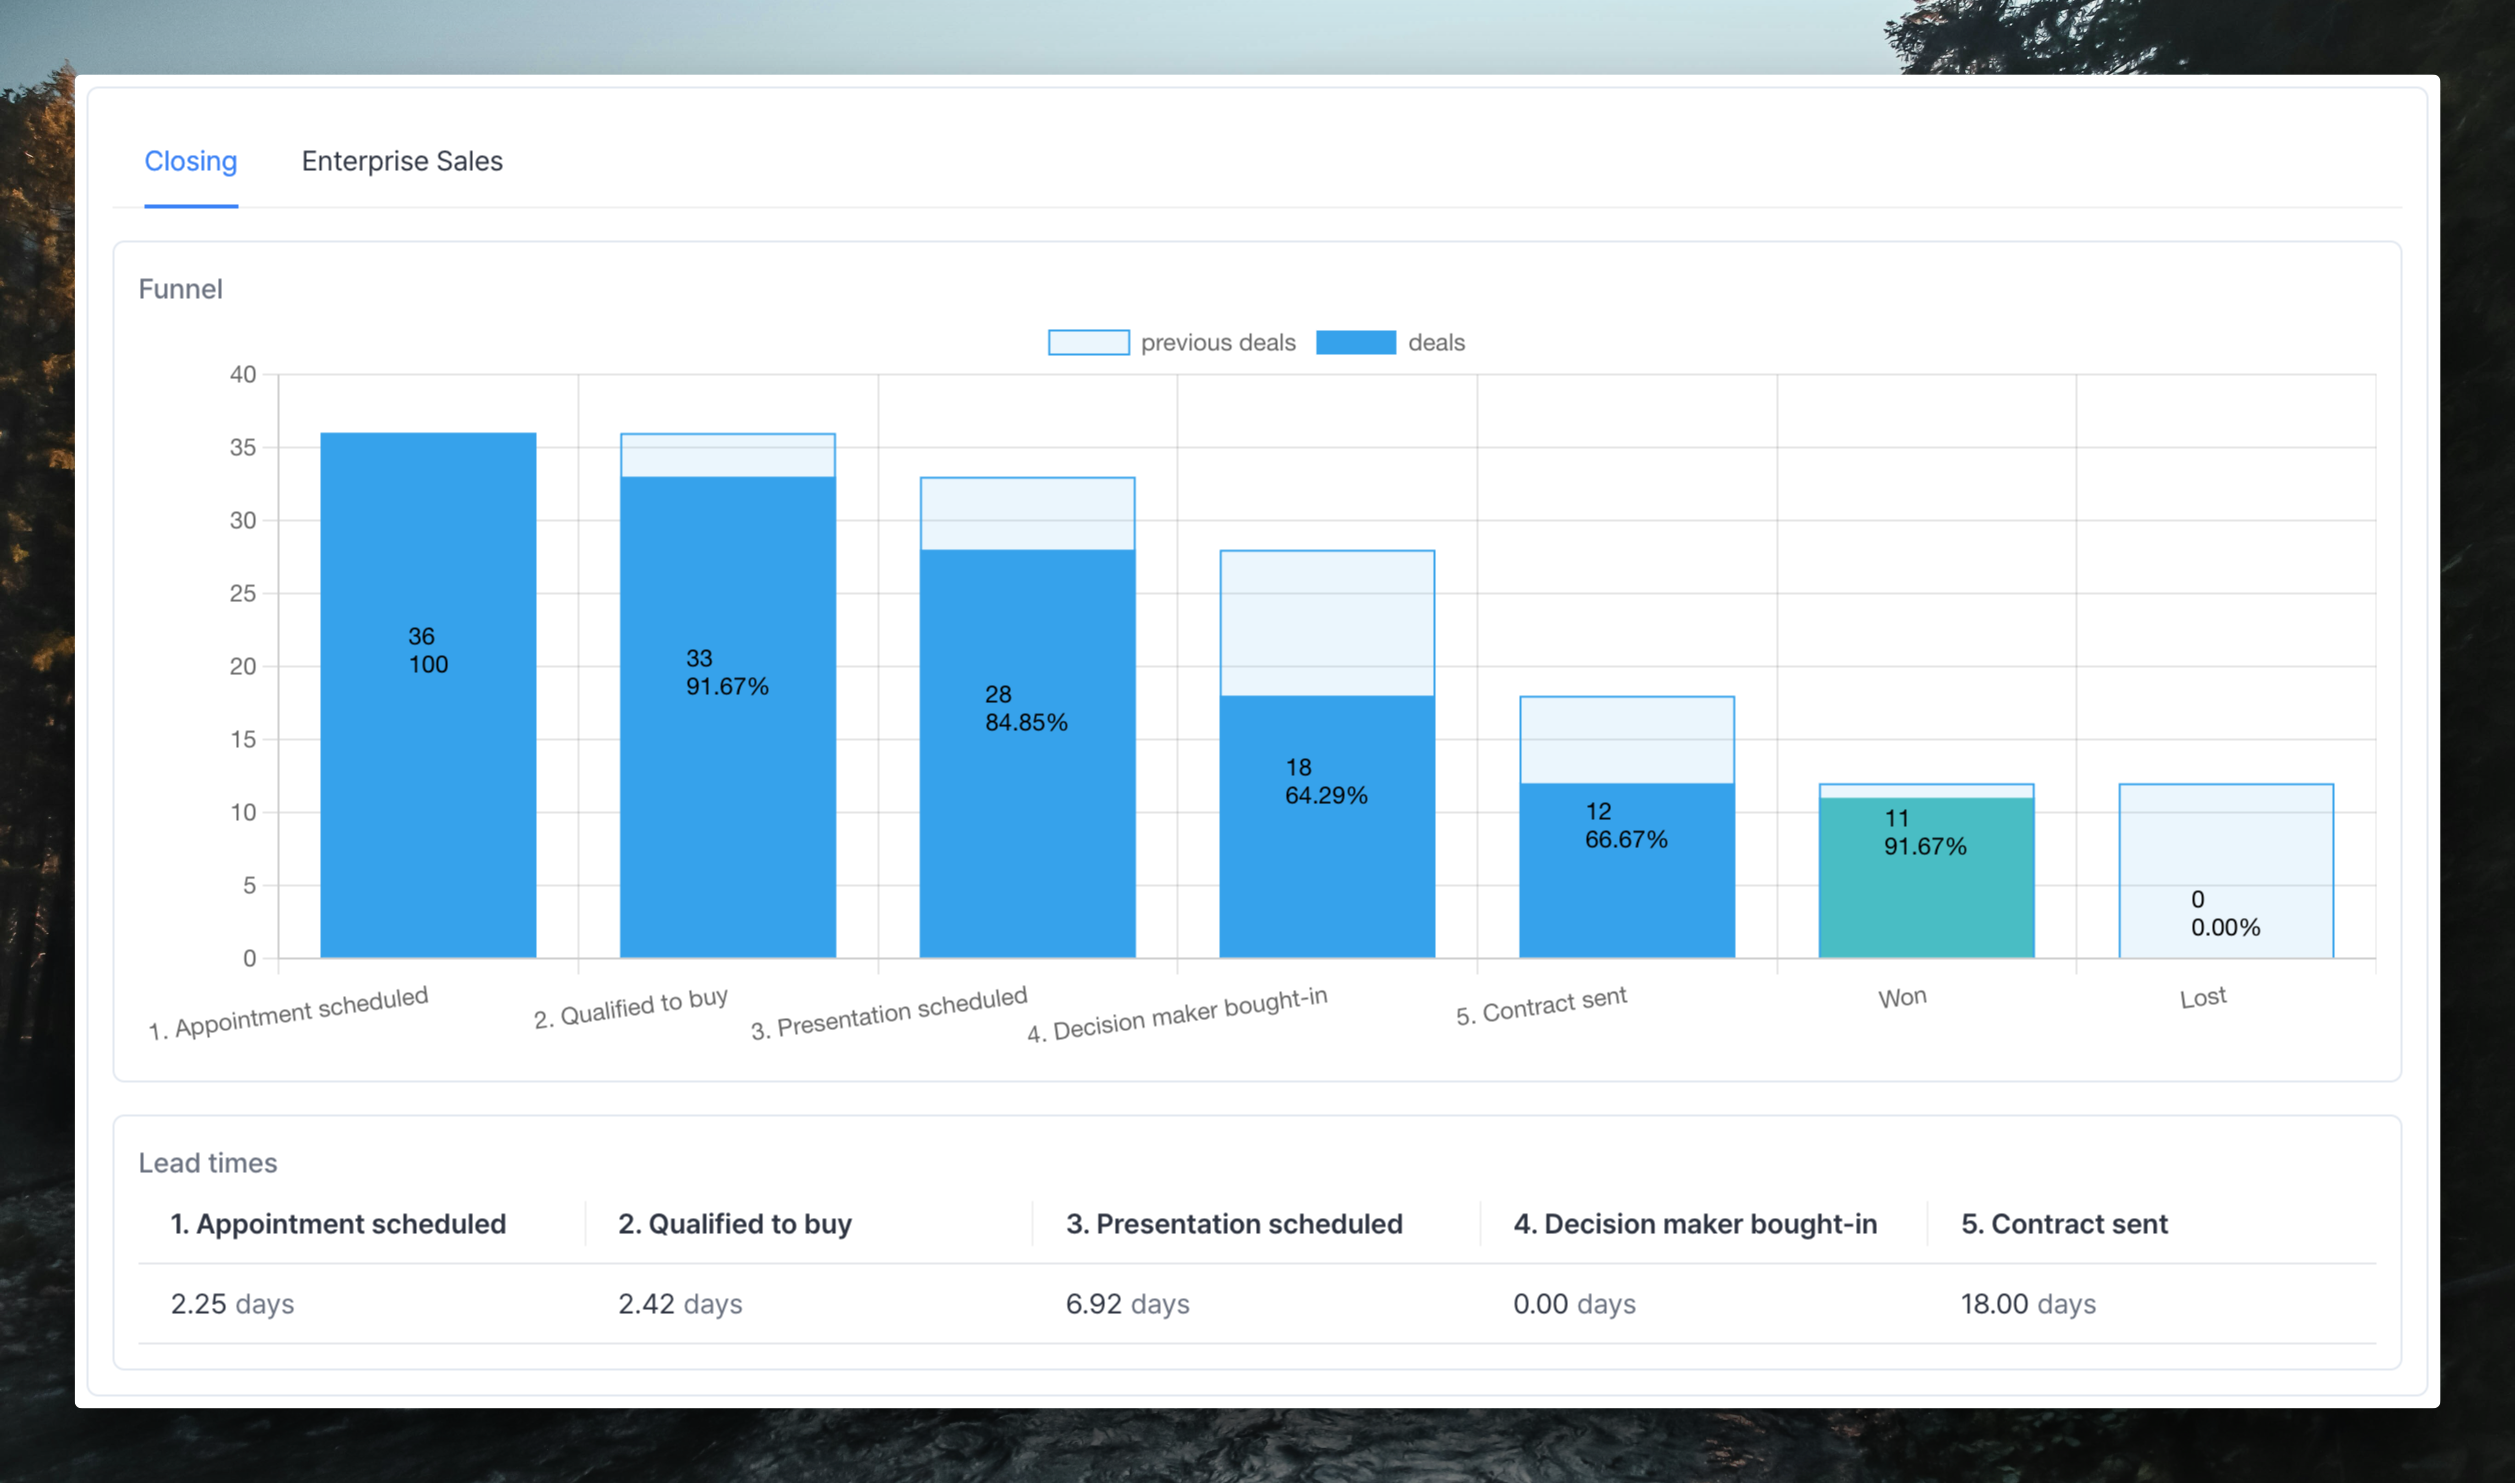 Closing Enterprise Sales
Funnel
previous deals deals
40
35
30
25
20
15
10
5
0
36
100
33
91.67%
28
84.85%
18
64.29%
12
66.67%
11
91.67%
0
0.00%
1. Appointment scheduled
2. Qualified to buy
3. Presentation scheduled
4. Decision maker bought-in
5. Contract sent
Won
Lost
Lead times
1. Appointment scheduled 2. Qualified to buy 3. Presentation scheduled 4. Decision maker bought-in 5. Contract sent
2.25 days 2.42 days 6.92 days 0.00 days 18.00 days